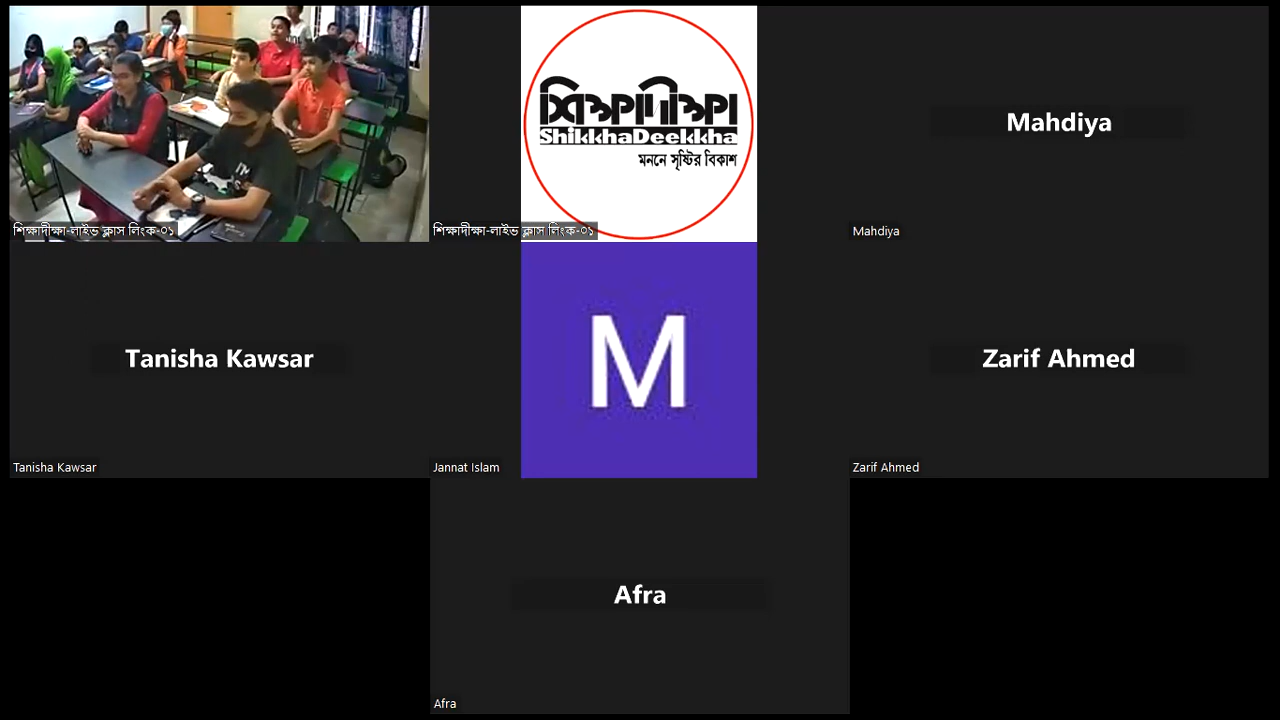 শিক্ষাদীক্ষা
ShikkhaDeekkha
মননে সৃষ্টির বিকাশ
Mahdiya
শিক্ষাদীক্ষা-লাইভ ক্লাস লিংক-০১
শিক্ষাদীক্ষা-লাইভ ক্লাস লিংক-০১
Mahdiya
Tanisha Kawsar
M
Zarif Ahmed
Tanisha Kawsar
Jannat Islam
Zarif Ahmed
Afra
Afra